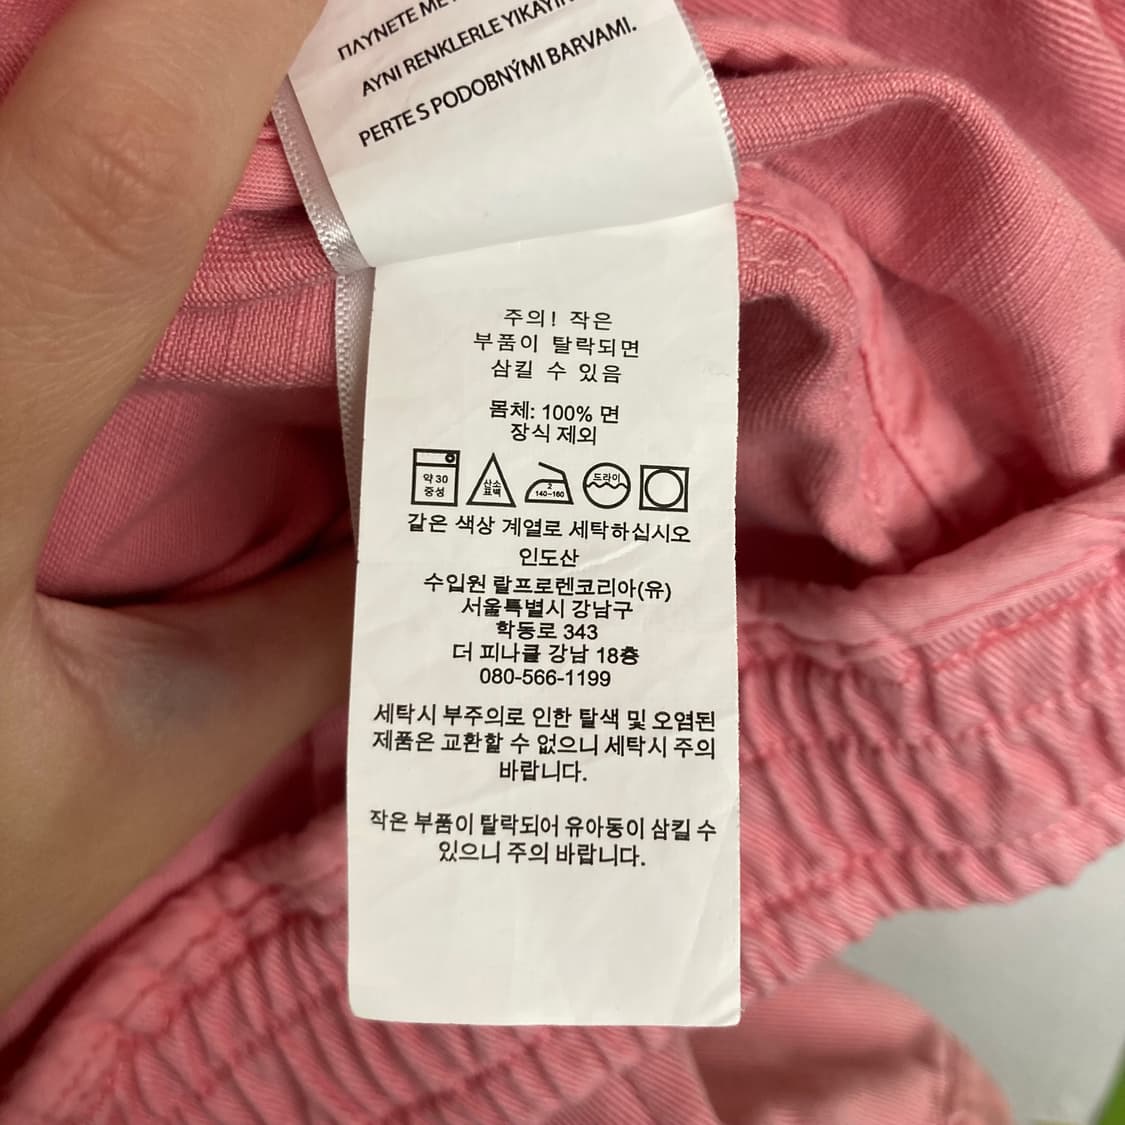 ΠΛΥΝΕΤΕ ΜΕ
AYNI RENKLERLE YIKAYIN
PERTE S PODOBNÝMI BARVAMI.
주의! 작은
부품이 탈락되면
삼킬 수 있음
몸체: 100% 면
장식 제외
약 30
중성
산소
표백
2
140-160
드라이
같은 색상 계열로 세탁하십시오
인도산
수입원 랄프로렌코리아(유)
서울특별시 강남구
학동로 343
더 피나클 강남 18층
080-566-1199
세탁시 부주의로 인한 탈색 및 오염된
제품은 교환할 수 없으니 세탁시 주의
바랍니다.
작은 부품이 탈락되어 유아동이 삼킬 수
있으니 주의 바랍니다.